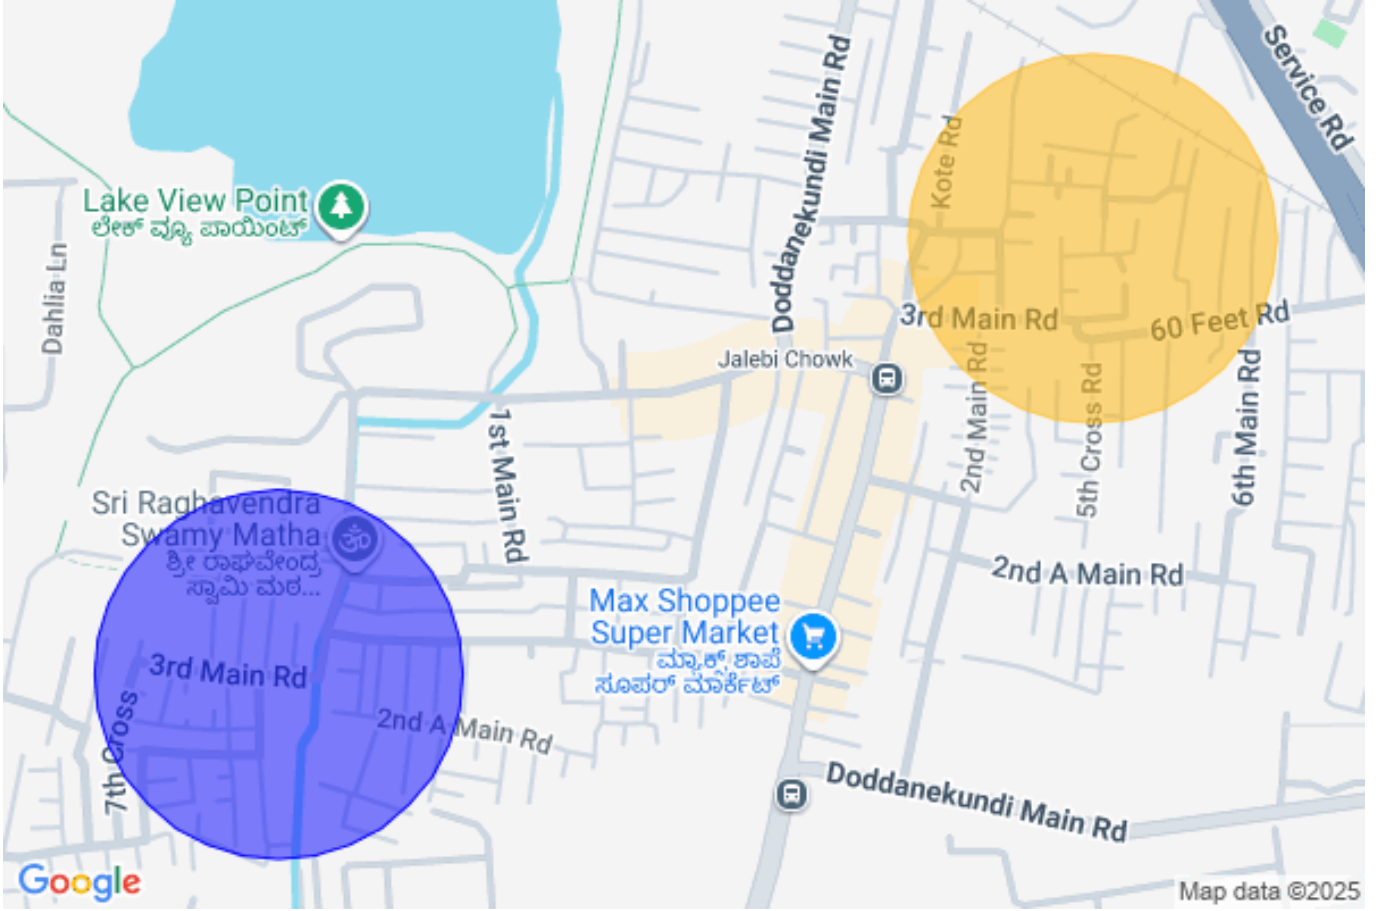 Service Rd
Doddanekundi Main Rd
Kote Rd
Lake View Point
ಲೇಕ್ ವ್ಯೂ ಪಾಯಿಂಟ್
Dahlia Ln
3rd Main Rd
60 Feet Rd
Jalebi Chowk
2nd Main Rd
5th Cross Rd
6th Main Rd
1st Main Rd
Sri Raghavendra
Swamy Matha
ಶ್ರೀ ರಾಘವೇಂದ್ರ
ಸ್ವಾಮಿ ಮಠ...
2nd A Main Rd
Max Shoppee
Super Market
ಮ್ಯಾಕ್ಸ್ ಶಾಪೆ
ಸೂಪರ್ ಮಾರ್ಕೆಟ್
3rd Main Rd
7th Cross
2nd A Main Rd
Doddanekundi Main Rd
Google
Map data ©2025